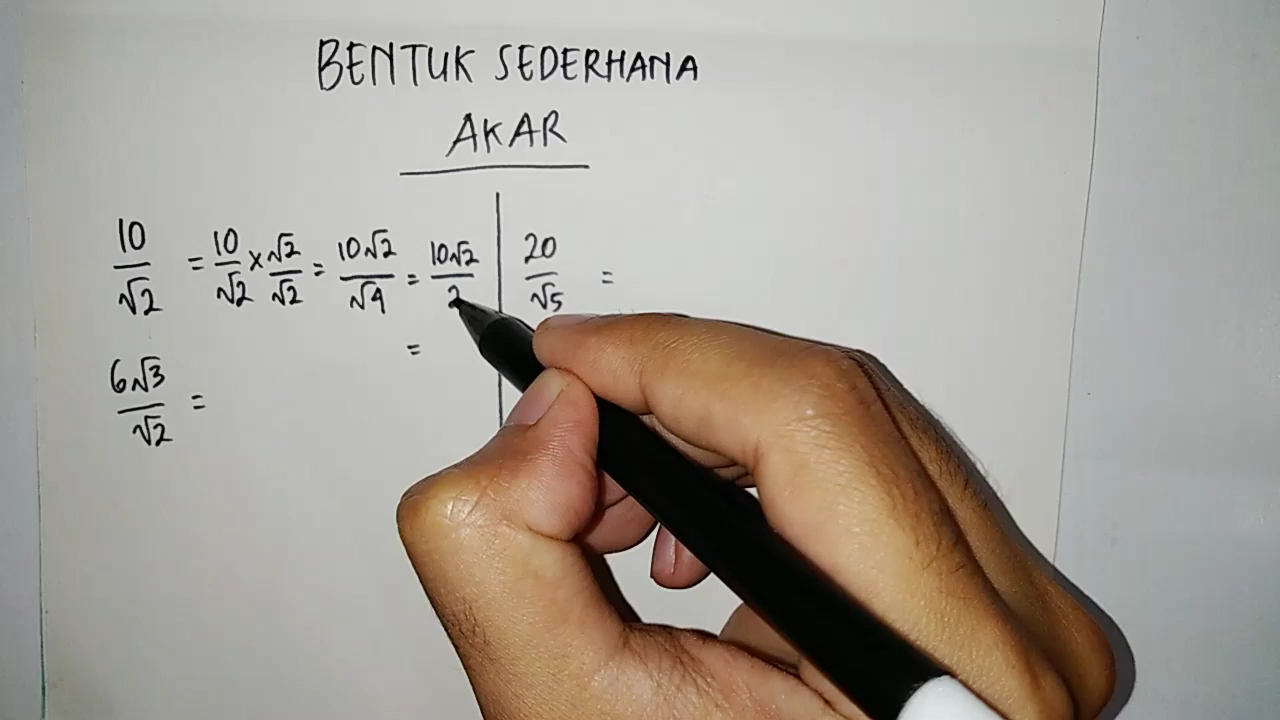 BENTUK SEDERHANA
AKAR
10/√2 = 10/√2 × √2/√2 = 10√2/√4 = 10√2/2
=
6√3/√2 =
20/√5 =